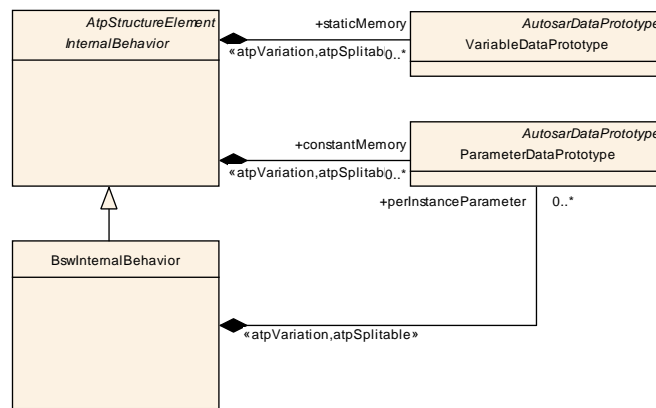 AtpStructureElement
InternalBehavior
+staticMemory
«atpVariation,atpSplitab
0..*
AutosarDataPrototype
VariableDataPrototype
+constantMemory
«atpVariation,atpSplitab
0..*
AutosarDataPrototype
ParameterDataPrototype
+perInstanceParameter
0..*
BswInternalBehavior
«atpVariation,atpSplitable»